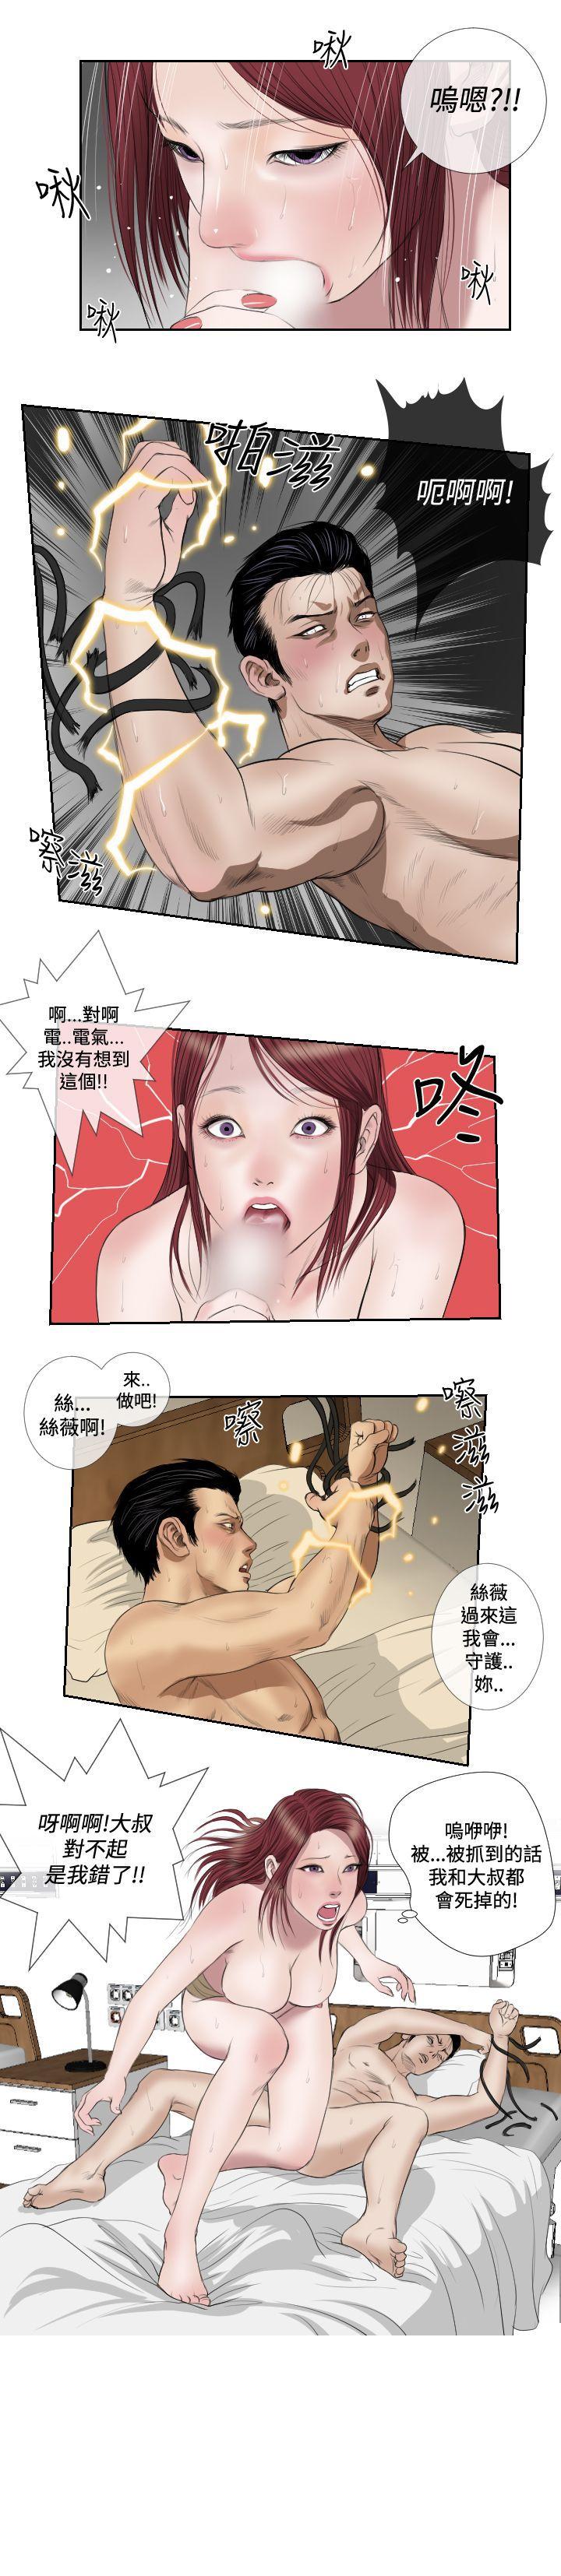 啾
嗚嗯?!!
啾
啾
啾
啪滋
呃啊啊!
嚓滋
啊...對啊
電..電氣...
我沒有想到
這個!!
咚
絲...
絲薇啊!
來..
做吧!
嚓
嚓
滋
滋
絲薇
過來這
我會...
守護..
妳..
呀啊啊!大叔
對不起
是我錯了!!
嗚咿咿!
被...被抓到的話
我和大叔都
會死掉的!